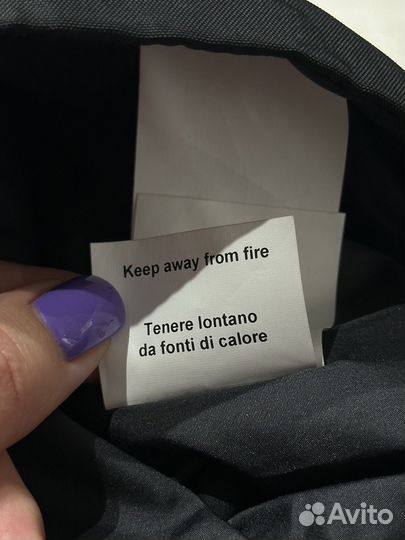 Keep away from fire
Tenere lontano
da fonti di calore
Avito